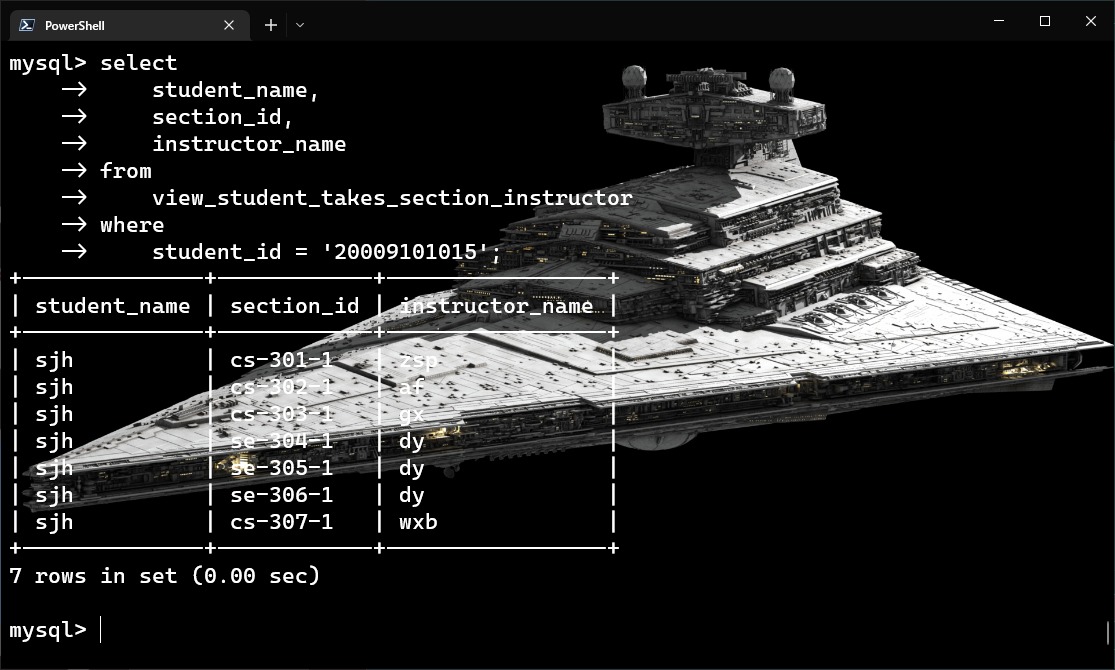 PowerShell
mysql> select
    -> student_name,
    -> section_id,
    -> instructor_name
    -> from
    -> view_student_takes_section_instructor
    -> where
    -> student_id = '20009101015';
+--------------+------------+-----------------+
| student_name | section_id | instructor_name |
+--------------+------------+-----------------+
| sjh | cs-301-1 | zsp |
| sjh | cs-302-1 | af |
| sjh | cs-303-1 | gx |
| sjh | se-304-1 | dy |
| sjh | se-305-1 | dy |
| sjh | se-306-1 | dy |
| sjh | cs-307-1 | wxb |
+--------------+------------+-----------------+
7 rows in set (0.00 sec)
mysql>